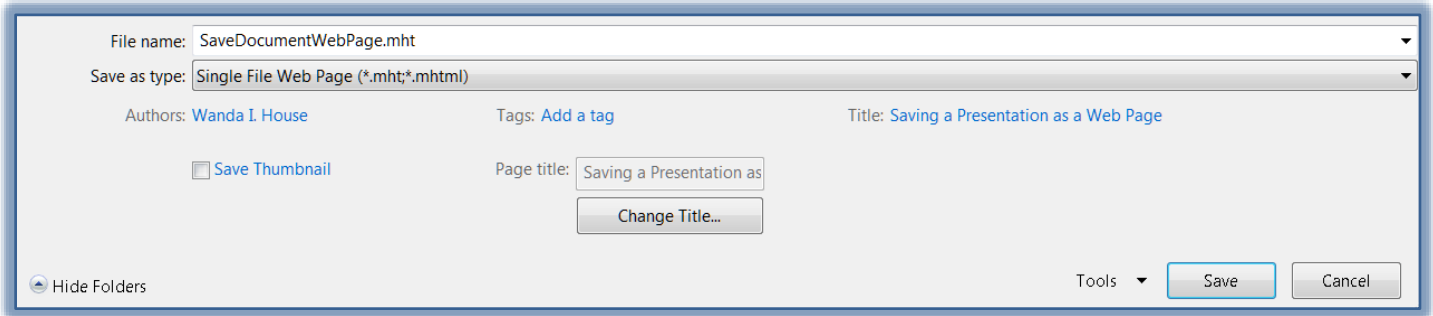 File name: SaveDocumentWebPage.mht
Save as type: Single File Web Page (*.mht;*.mhtml)
Authors: Wanda I. House Tags: Add a tag Title: Saving a Presentation as a Web Page
Save Thumbnail Page title: Saving a Presentation as
Change Title...
Hide Folders Tools Save Cancel